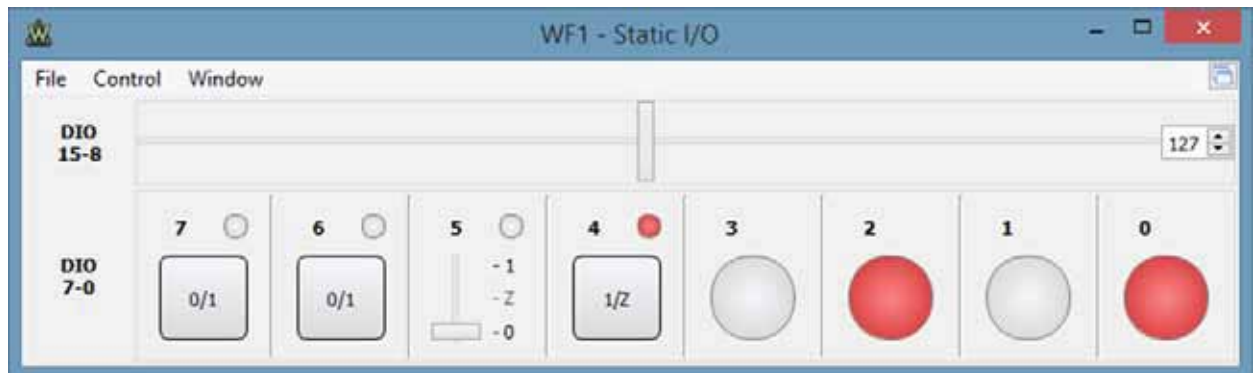 WF1 - Static I/O
File Control Window
DIO
15-8
127
7 6 5 4 3 2 1 0
DIO
7-0
0/1 0/1 - 1 1/Z
- Z
- 0